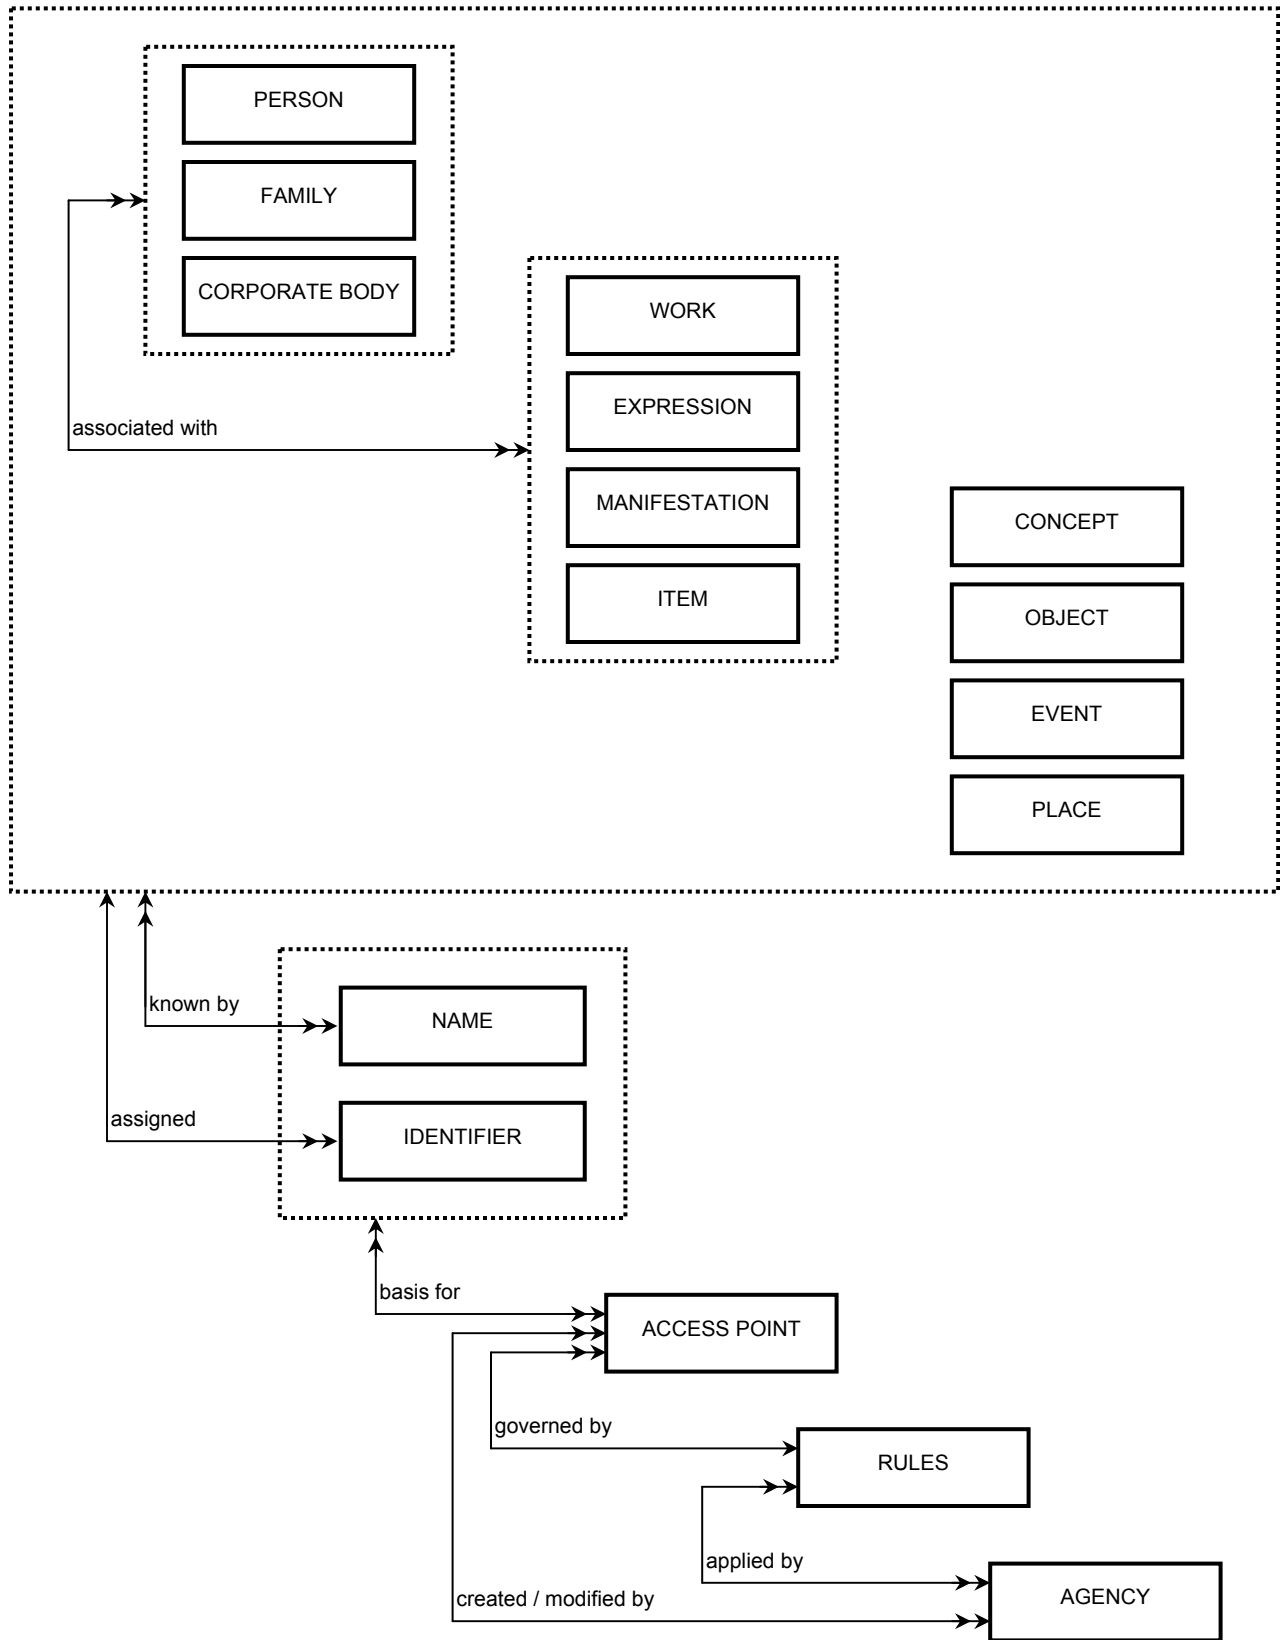 PERSON
FAMILY
CORPORATE BODY
WORK
EXPRESSION
associated with
MANIFESTATION
CONCEPT
ITEM
OBJECT
EVENT
PLACE
known by
NAME
assigned
IDENTIFIER
basis for
ACCESS POINT
governed by
RULES
applied by
created / modified by
AGENCY